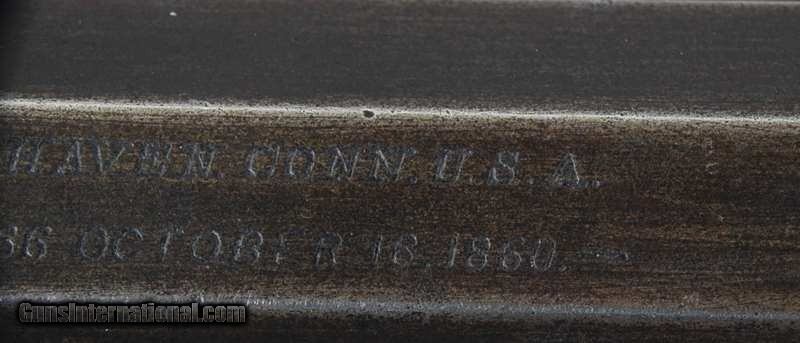 HAVEN. CONN. U.S.A.
66 OCTOBER 16. 1860.
GunsInternational.com